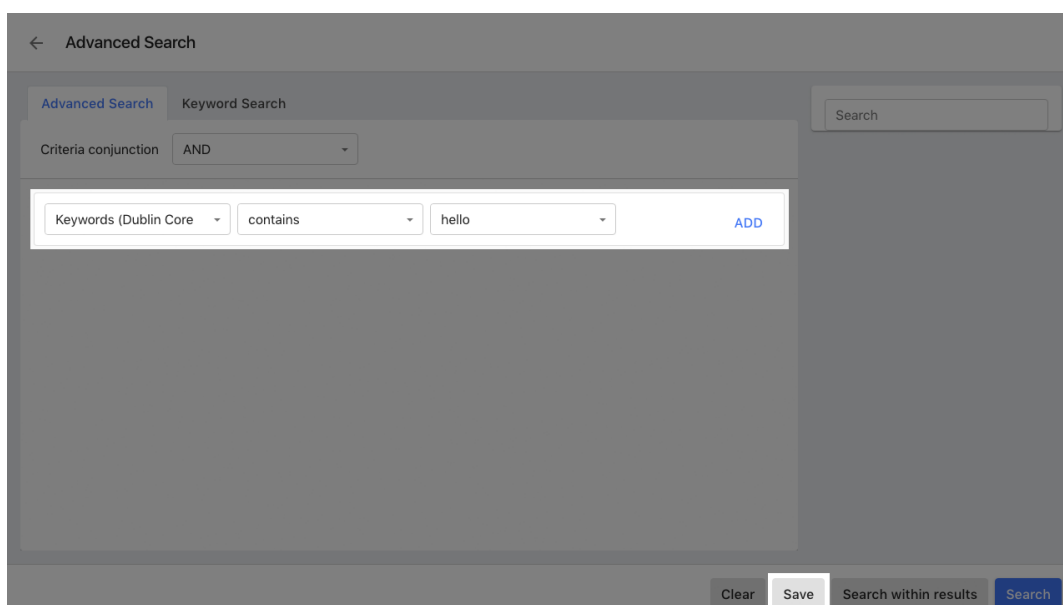 Advanced Search
Advanced Search Keyword Search
Search
Criteria conjunction AND
Keywords (Dublin Core contains hello ADD
Clear Save Search within results Search